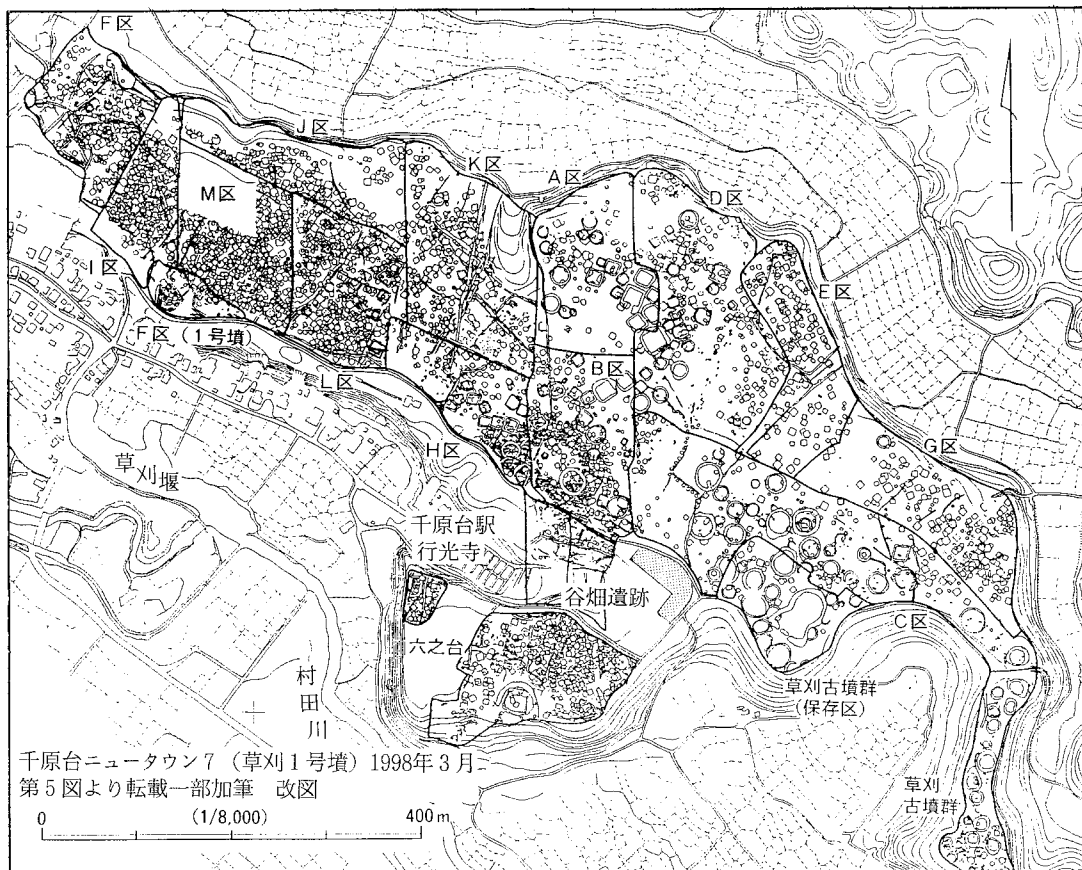 F区
J区
K区
A区
D区
M区
E区
I区
F区(1号墳)
B区
L区
G区
H区
草刈堰
千原台駅
行光寺
谷畑遺跡
C区
六之台
草刈古墳群
(保存区)
村田川
千原台ニュータウン7(草刈1号墳)1998年3月
第5図より転載一部加筆 改図
草刈
古墳群
0 (1/8,000) 400m